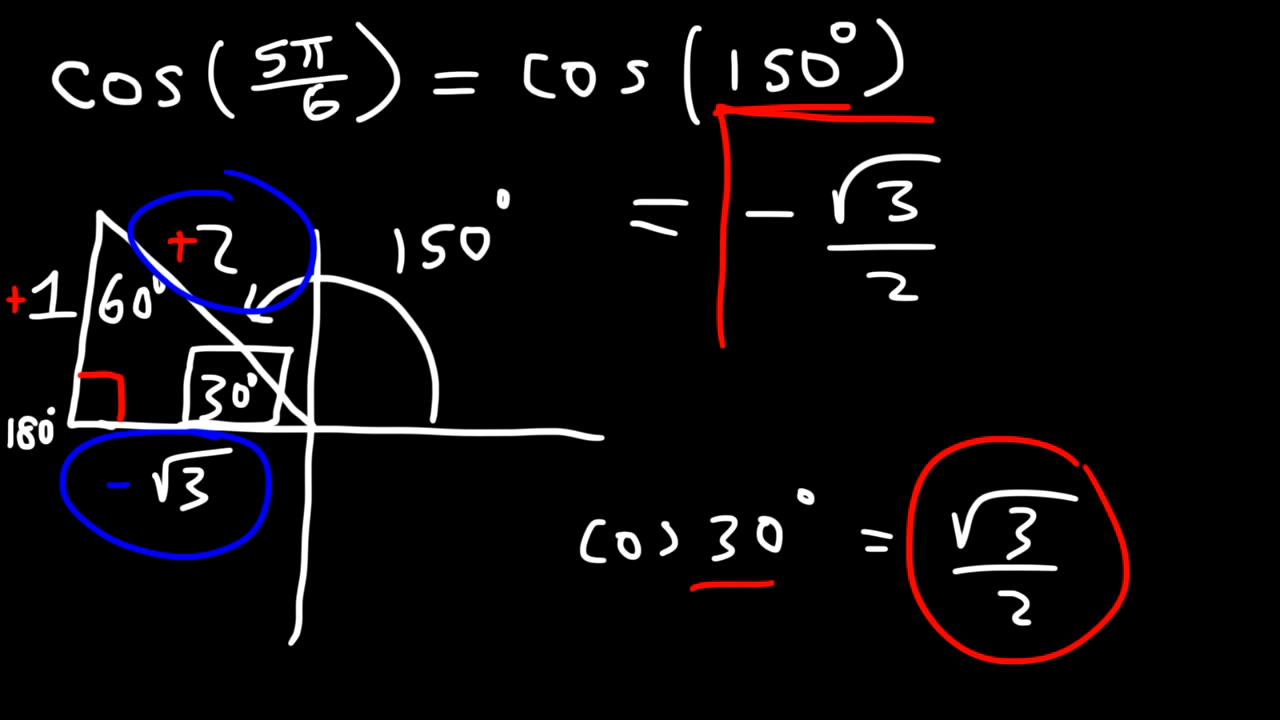 cos(5π/6) = cos(150°)
= - √3/2
+2
150°
+1
60°
30°
180°
- √3
cos 30° = √3/2